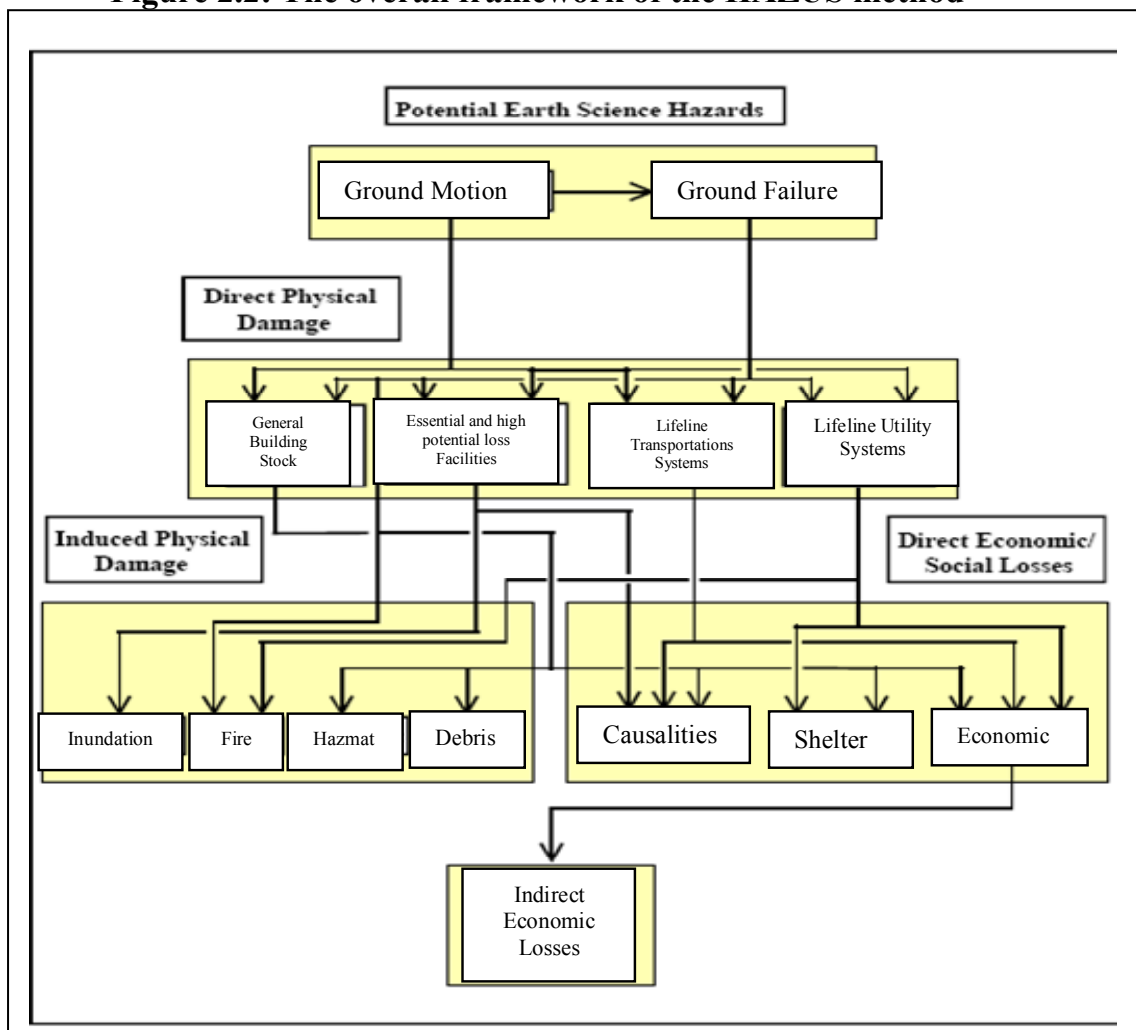 Figure 2.2: The overall framework of the HAZUS method
Potential Earth Science Hazards
Ground Motion
Ground Failure
Direct Physical
Damage
General
Building
Stock
Essential and high
potential loss
Facilities
Lifeline
Transportations
Systems
Lifeline Utility
Systems
Induced Physical
Damage
Direct Economic/
Social Losses
Inundation
Fire
Hazmat
Debris
Causalities
Shelter
Economic
Indirect
Economic
Losses